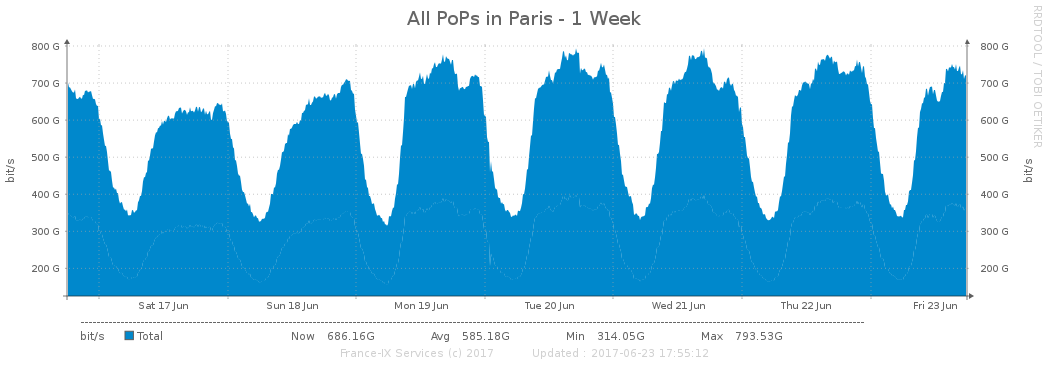 All PoPs in Paris - 1 Week
RRDTOOL / TOBI OETIKER
800 G 800 G
700 G 700 G
600 G 600 G
500 G 500 G
400 G 400 G
300 G 300 G
200 G 200 G
bit/s
bit/s
Sat 17 Jun Sun 18 Jun Mon 19 Jun Tue 20 Jun Wed 21 Jun Thu 22 Jun Fri 23 Jun
bit/s Total Now 686.16G Avg 585.18G Min 314.05G Max 793.53G
France-IX Services (c) 2017 Updated : 2017-06-23 17:55:12